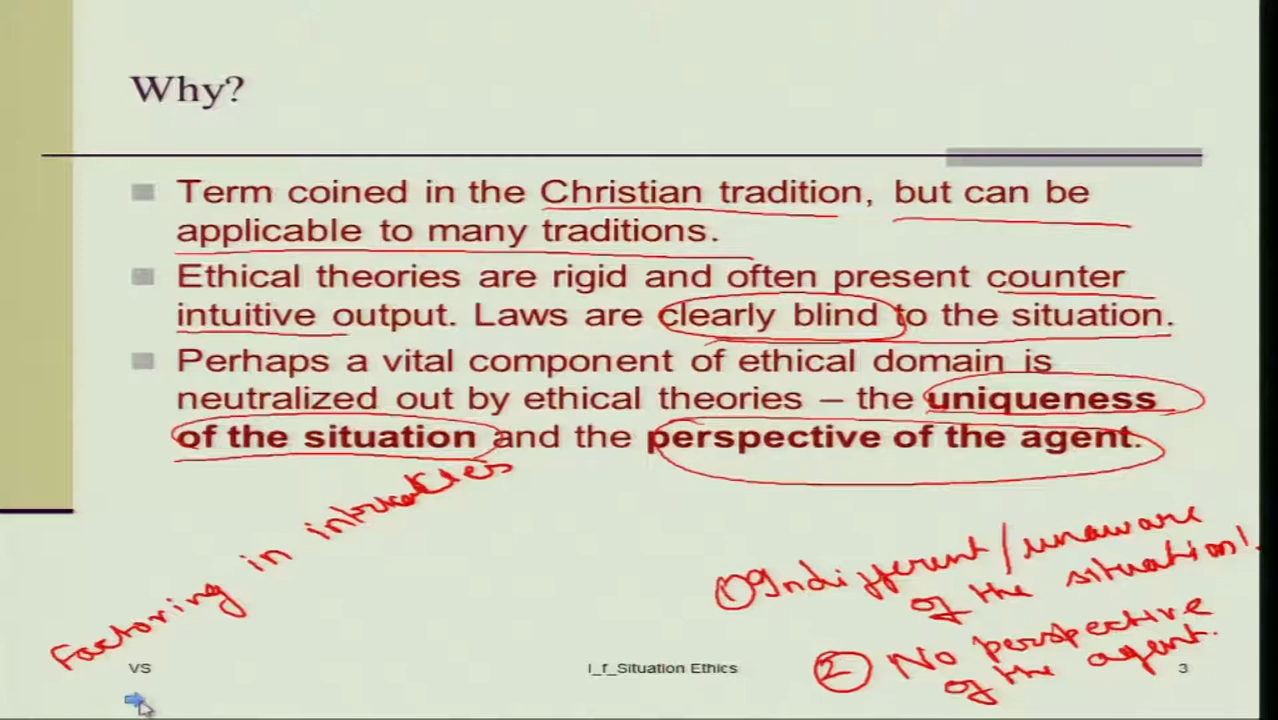 Why?
Term coined in the Christian tradition, but can be
applicable to many traditions.
Ethical theories are rigid and often present counter
intuitive output. Laws are clearly blind to the situation.
Perhaps a vital component of ethical domain is
neutralized out by ethical theories – the uniqueness
of the situation and the perspective of the agent.
Factoring in
① Indifferent/unaware
of the situation!
② No perspective
of the agent.
VS
I_f_Situation Ethics
3